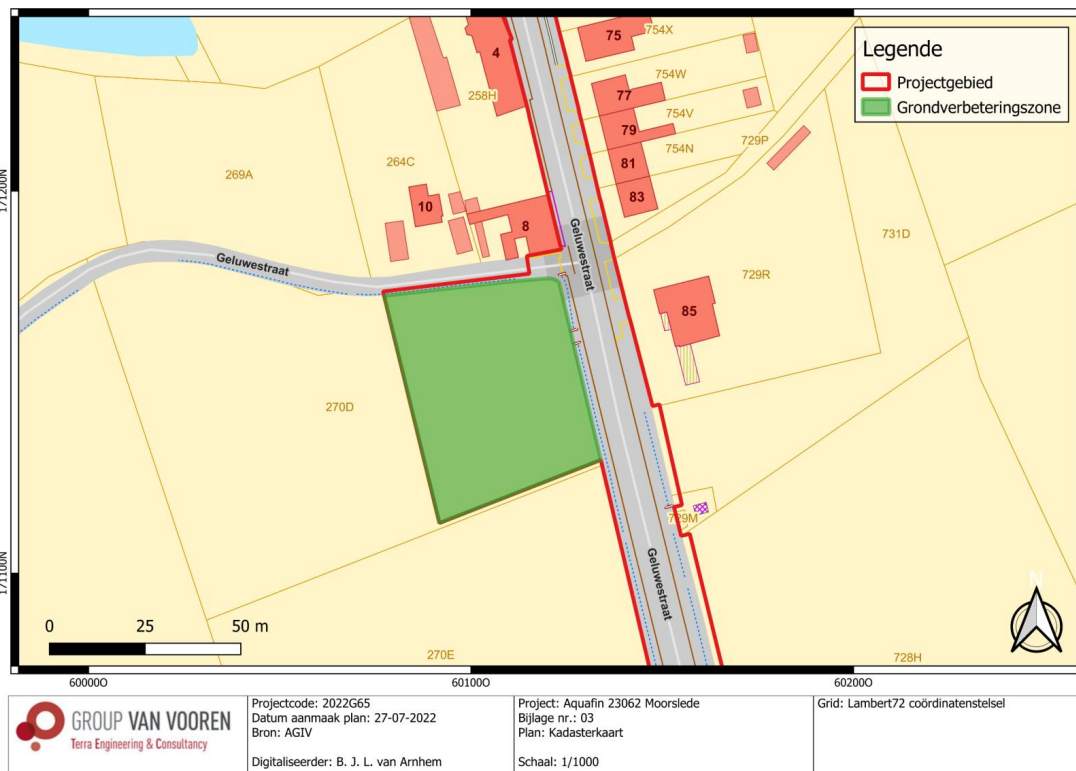 Legende
Projectgebied
Grondverbeteringszone
75
754X
4
754W
77
258H
754V
79
729P
754N
264C
81
269A
171200N
83
10
8
731D
Geluwestraat
Geluwestraat
729R
85
270D
729M
171100N
Geluwestraat
N
0 25 50 m
270E
728H
600000 601000 602000
GROUP VAN VOOREN
Terra Engineering & Consultancy
Projectcode: 2022G65
Datum aanmaak plan: 27-07-2022
Bron: AGIV
Digitaliseerder: B. J. L. van Arnhem
Project: Aquafin 23062 Moorslede
Bijlage nr.: 03
Plan: Kadasterkaart
Schaal: 1/1000
Grid: Lambert72 coördinatenstelsel